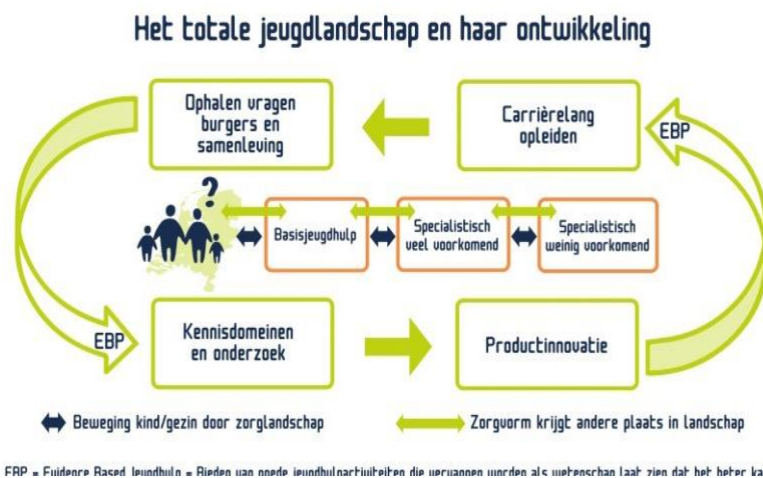 Het totale jeugdlandschap en haar ontwikkeling
Ophalen vragen
burgers en
samenleving
Carrièrelang
opleiden
EBP
?
Basisjeugdhulp
Specialistisch
veel voorkomend
Specialistisch
weinig voorkomend
EBP
Kennisdomeinen
en onderzoek
Productinnovatie
Beweging kind/gezin door zorglandschap
Zorgvorm krijgt andere plaats in landschap
EBP = Evidence Based Jeugdhulp = Bieden van goede jeugdhulpactiviteiten die vervangen worden als wetenschap laat zien dat het beter ka